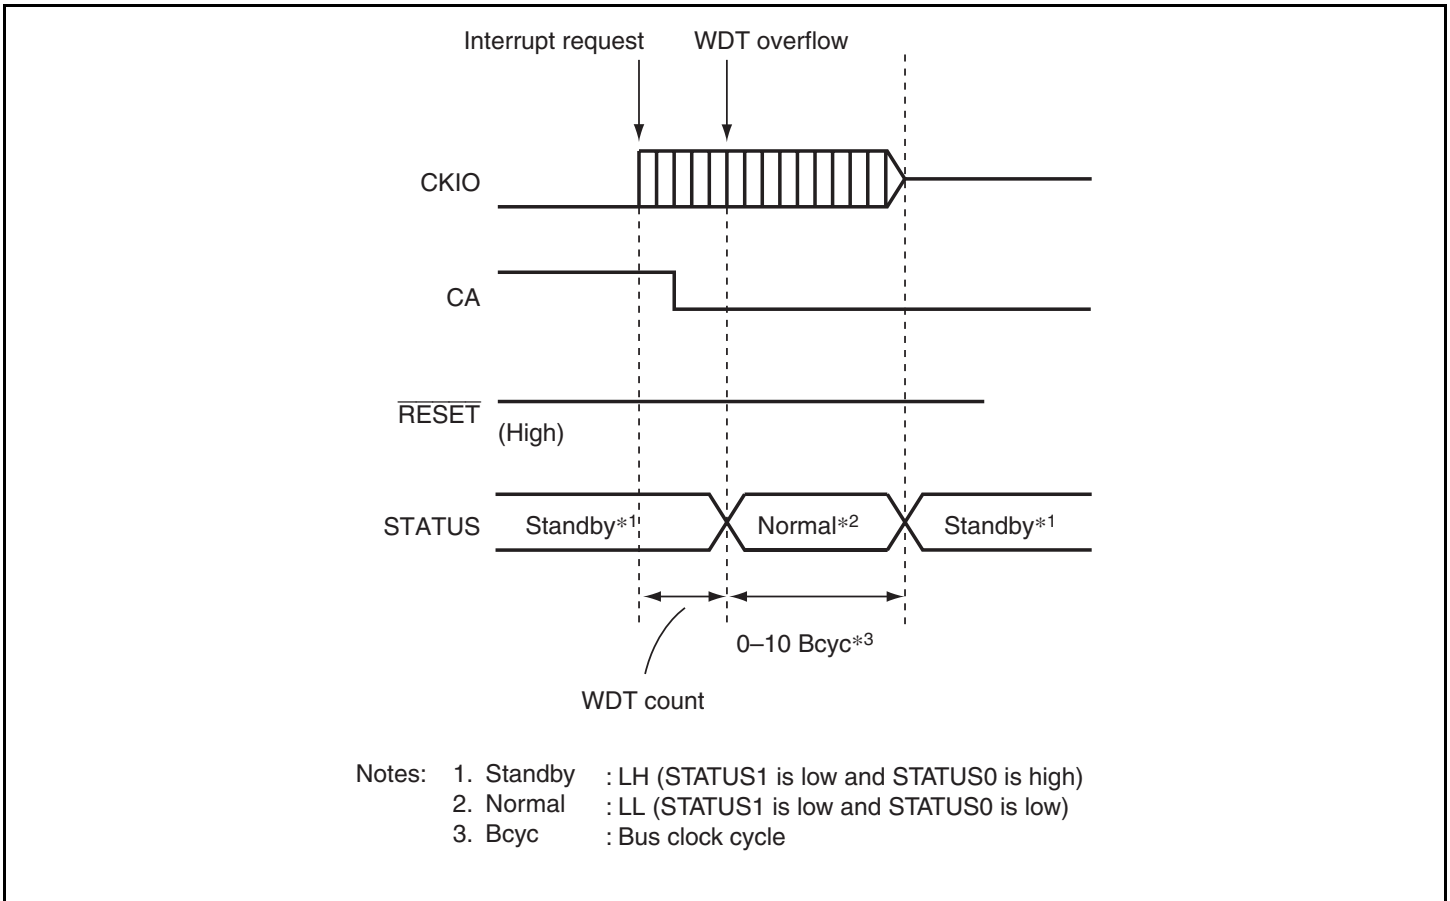 Interrupt request WDT overflow
CKIO
CA
RESET
(High)
STATUS Standby*1 Normal*2 Standby*1
0–10 Bcyc*3
WDT count
Notes: 1. Standby : LH (STATUS1 is low and STATUS0 is high)
2. Normal : LL (STATUS1 is low and STATUS0 is low)
3. Bcyc : Bus clock cycle